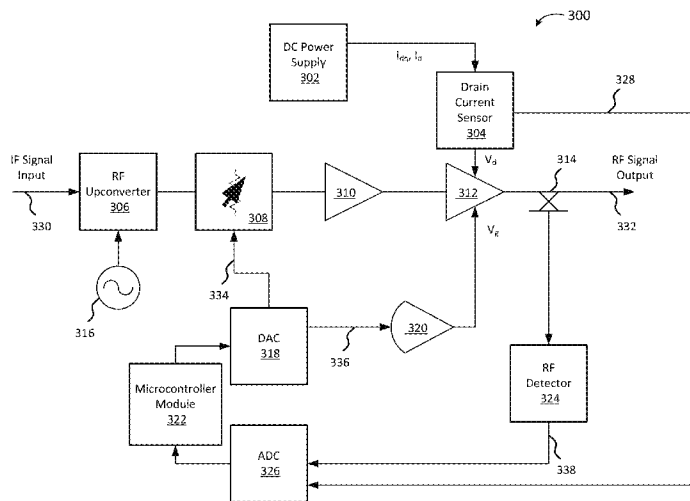 300
DC Power
Supply
302
i_ds, I_d
Drain
Current
Sensor
304
328
IF Signal
Input
330
RF
Upconverter
306
308
310
V_d
312
V_g
314
RF Signal
Output
332
316
334
DAC
318
336
320
Microcontroller
Module
322
RF
Detector
324
ADC
326
338